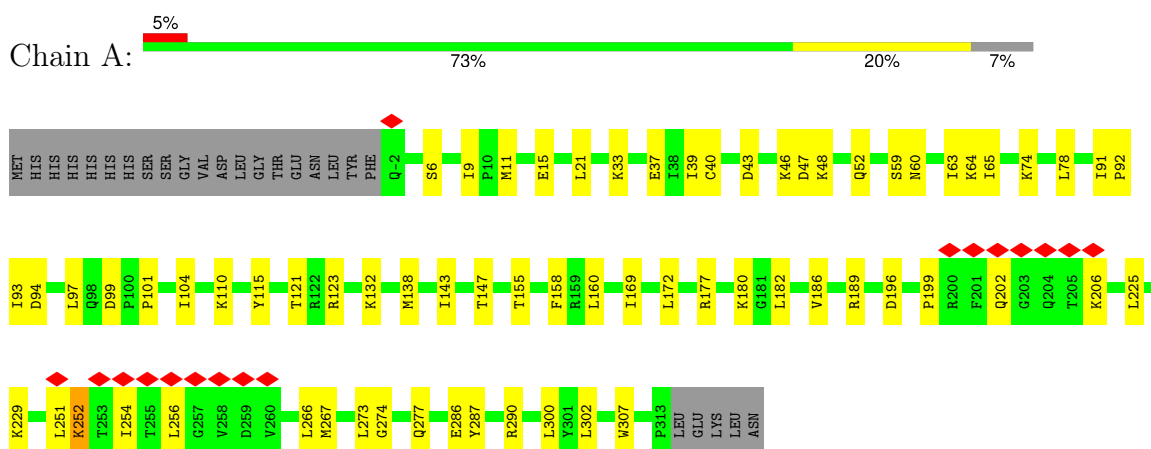 5%
Chain A:
73% 20% 7%
MET HIS HIS HIS HIS HIS HIS SER SER GLY VAL ASP LEU GLY THR GLU ASN LEU TYR PHE Q-2 S6 I9 P10 M11 E15 L21 K33 E37 I38 I39 C40 D43 K46 D47 K48 Q52 S59 N60 I63 K64 I65 K74 L78 I91 P92
I93 D94 L97 Q98 D99 P100 P101 I104 K110 Y115 T121 R122 R123 K132 M138 I143 T147 T155 F158 R159 L160 I169 L172 R177 K180 G181 L182 V186 R189 D196 P199 R200 F201 Q202 G203 Q204 T205 K206 L225
K229 L251 K252 T253 I254 T255 L256 G257 V258 D259 V260 L266 M267 L273 G274 Q277 E286 Y287 R290 L300 Y301 L302 W307 P313 LEU GLU LYS LEU ASN